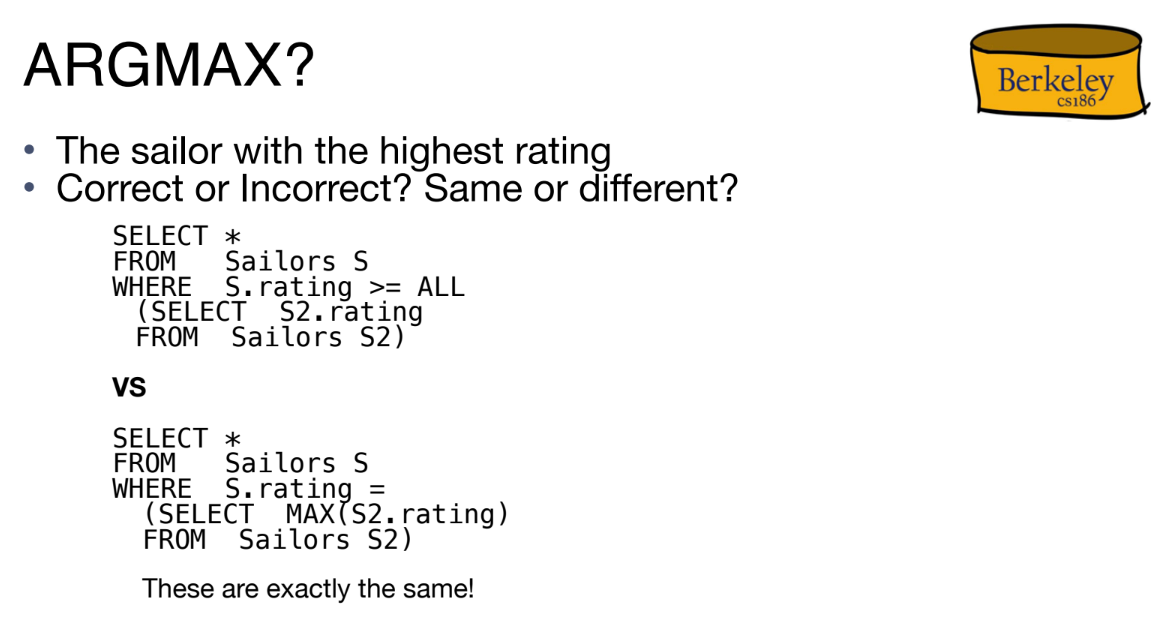 ARGMAX?
Berkeley
cs186
• The sailor with the highest rating
• Correct or Incorrect? Same or different?
SELECT *
FROM   Sailors S
WHERE  S.rating >= ALL
(SELECT  S2.rating
FROM  Sailors S2)
VS
SELECT *
FROM   Sailors S
WHERE  S.rating =
(SELECT  MAX(S2.rating)
FROM  Sailors S2)
These are exactly the same!